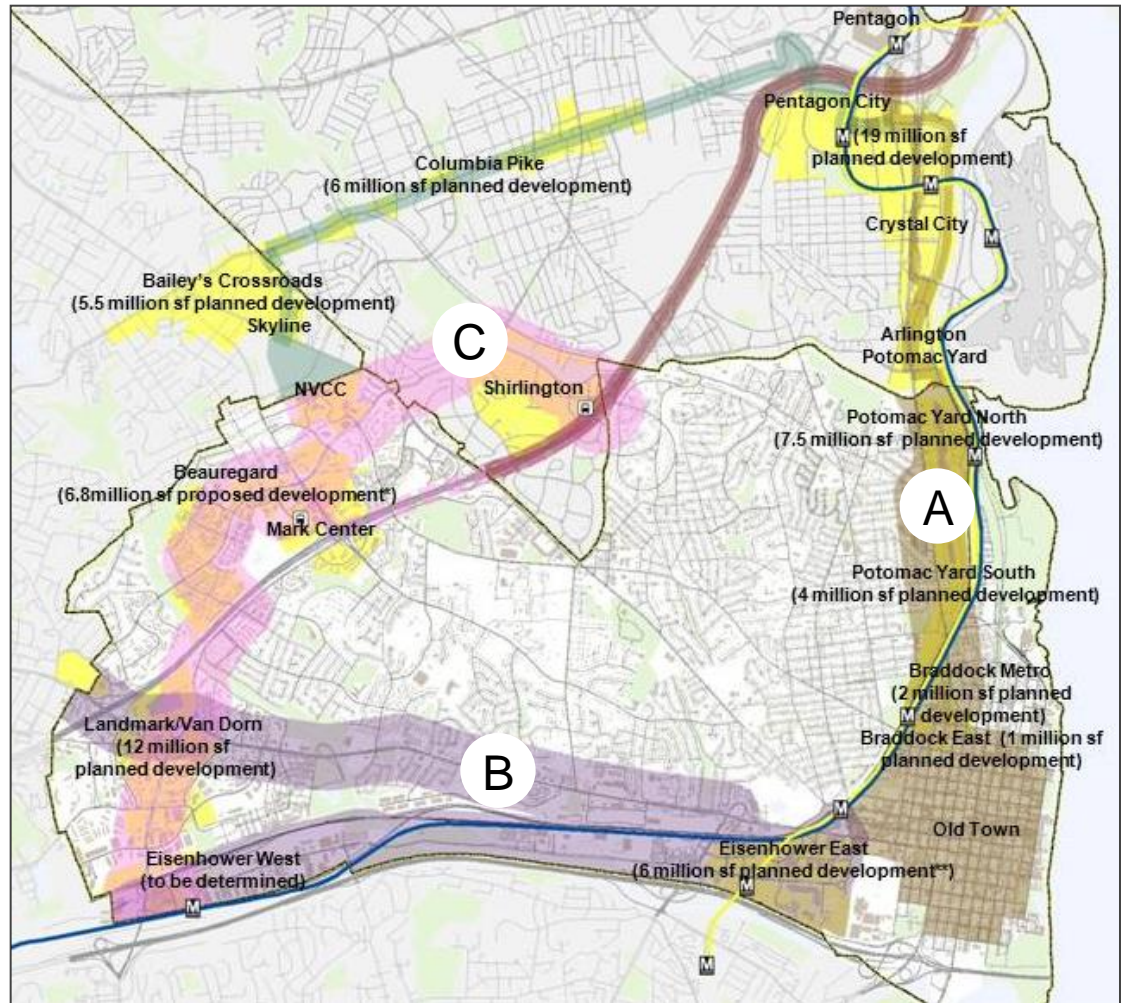 Pentagon
M
Pentagon City
M (19 million sf
planned development)
M
Columbia Pike
(6 million sf planned development)
Crystal City
M
Bailey's Crossroads
(5.5 million sf planned development)
Skyline
C
Arlington
Potomac Yard
NVCC
Shirlington
Potomac Yard North
(7.5 million sf planned development)
M
Beauregard
(6.8million sf proposed development*)
Mark Center
A
Potomac Yard South
(4 million sf planned development)
Braddock Metro
(2 million sf planned
M development)
Braddock East (1 million sf
planned development)
Landmark/Van Dorn
(12 million sf
planned development)
B
M
Old Town
Eisenhower East
(6 million sf planned development**)
M
Eisenhower West
(to be determined)
M
M